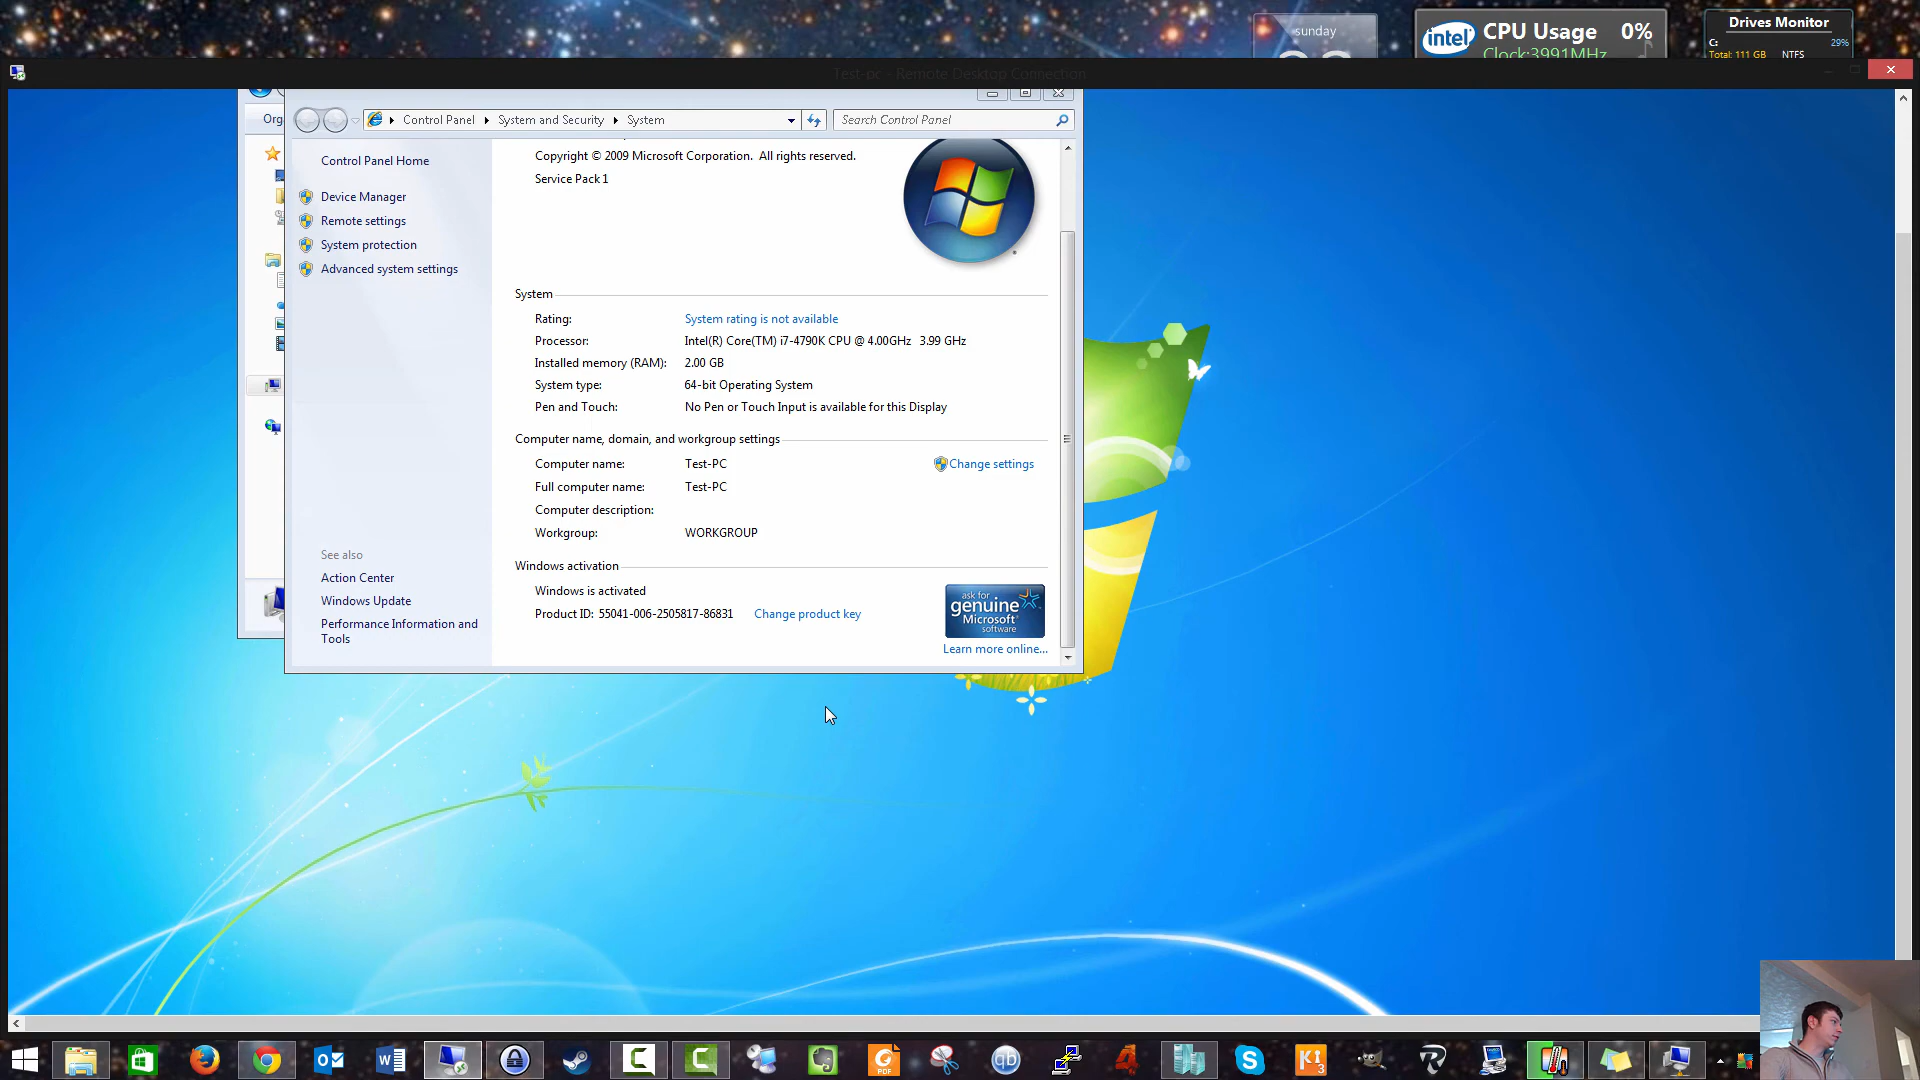 sunday
intel
CPU Usage 0%
Clock:3991MHz
Drives Monitor
C: 29%
Total: 111 GB NTFS
Test-pc - Remote Desktop Connection
Control Panel
System and Security
System
Search Control Panel
Control Panel Home
Device Manager
Remote settings
System protection
Advanced system settings
See also
Action Center
Windows Update
Performance Information and
Tools
Copyright © 2009 Microsoft Corporation. All rights reserved.
Service Pack 1
System
Rating: System rating is not available
Processor: Intel(R) Core(TM) i7-4790K CPU @ 4.00GHz 3.99 GHz
Installed memory (RAM): 2.00 GB
System type: 64-bit Operating System
Pen and Touch: No Pen or Touch Input is available for this Display
Computer name, domain, and workgroup settings
Computer name: Test-PC
Change settings
Full computer name: Test-PC
Computer description:
Workgroup: WORKGROUP
Windows activation
Windows is activated
Product ID: 55041-006-2505817-86831 Change product key
ask for
genuine
Microsoft
software
Learn more online...